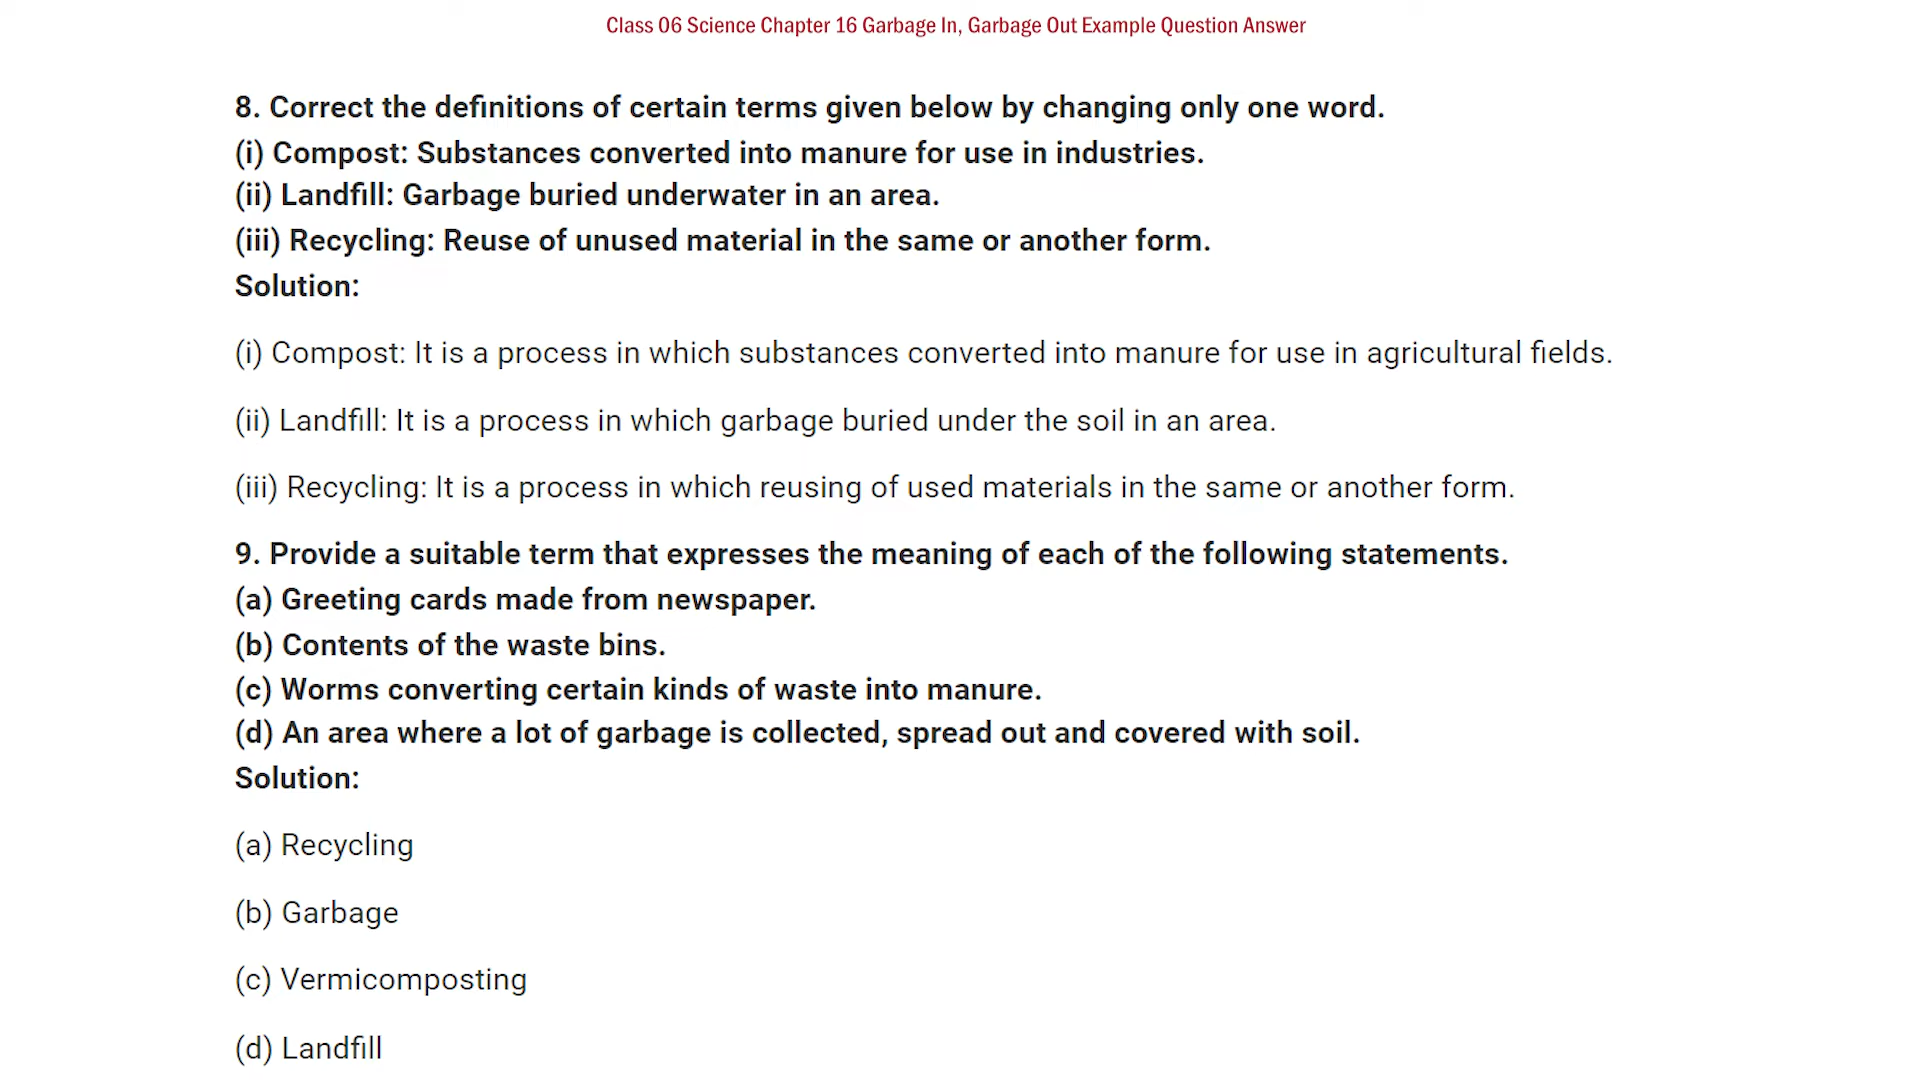 Class 06 Science Chapter 16 Garbage In, Garbage Out Example Question Answer
8. Correct the definitions of certain terms given below by changing only one word.
(i) Compost: Substances converted into manure for use in industries.
(ii) Landfill: Garbage buried underwater in an area.
(iii) Recycling: Reuse of unused material in the same or another form.
Solution:
(i) Compost: It is a process in which substances converted into manure for use in agricultural fields.
(ii) Landfill: It is a process in which garbage buried under the soil in an area.
(iii) Recycling: It is a process in which reusing of used materials in the same or another form.
9. Provide a suitable term that expresses the meaning of each of the following statements.
(a) Greeting cards made from newspaper.
(b) Contents of the waste bins.
(c) Worms converting certain kinds of waste into manure.
(d) An area where a lot of garbage is collected, spread out and covered with soil.
Solution:
(a) Recycling
(b) Garbage
(c) Vermicomposting
(d) Landfill